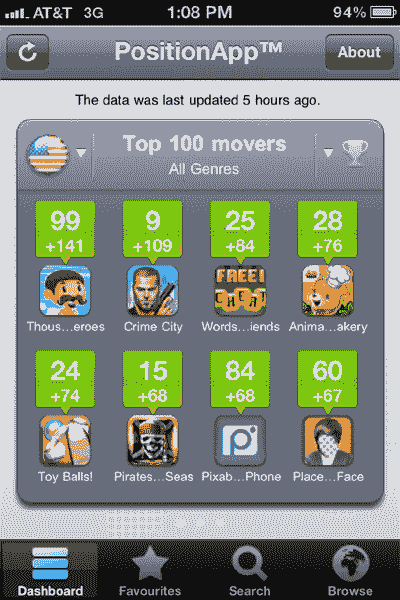 AT&T 3G 1:08 PM 94%
PositionApp™ About
The data was last updated 5 hours ago.
Top 100 movers
All Genres
99 9 25 28
+141 +109 +84 +76
FREE!
CHEAT
Thous...eroes Crime City Words...iends Anima...akery
24 15 84 60
+74 +68 +68 +67
Toy Balls! Pirates...Seas Pixab...Phone Place...Face
Dashboard Favourites Search Browse